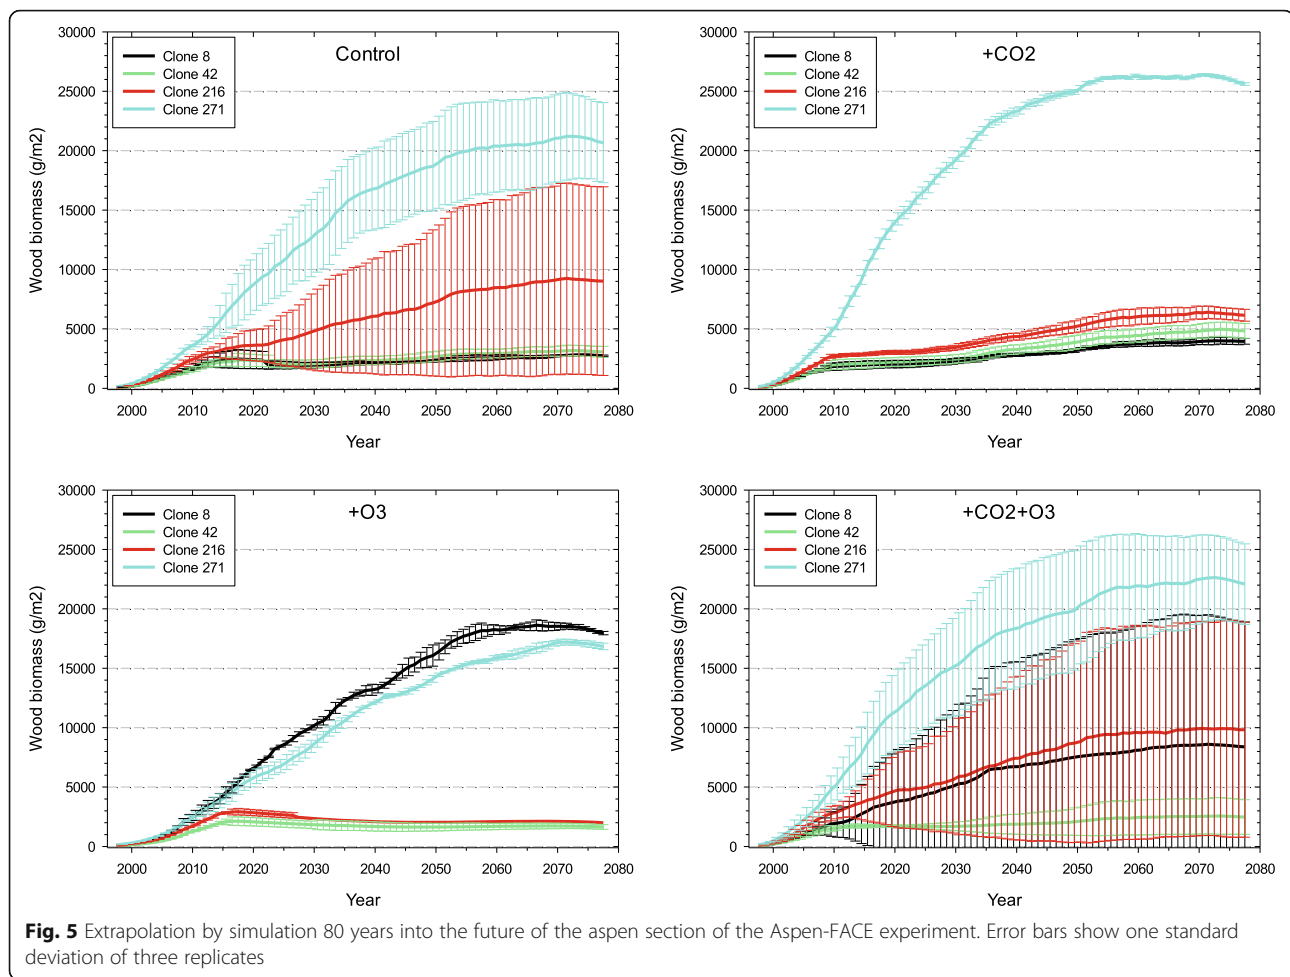 Control
Clone 8
Clone 42
Clone 216
Clone 271
Wood biomass (g/m2)
30000
25000
20000
15000
10000
5000
0
2000 2010 2020 2030 2040 2050 2060 2070 2080
Year
+CO2
Clone 8
Clone 42
Clone 216
Clone 271
Wood biomass (g/m2)
30000
25000
20000
15000
10000
5000
0
2000 2010 2020 2030 2040 2050 2060 2070 2080
Year
+O3
Clone 8
Clone 42
Clone 216
Clone 271
Wood biomass (g/m2)
30000
25000
20000
15000
10000
5000
0
2000 2010 2020 2030 2040 2050 2060 2070 2080
Year
+CO2+O3
Clone 8
Clone 42
Clone 216
Clone 271
Wood biomass (g/m2)
30000
25000
20000
15000
10000
5000
0
2000 2010 2020 2030 2040 2050 2060 2070 2080
Year
Fig. 5 Extrapolation by simulation 80 years into the future of the aspen section of the Aspen-FACE experiment. Error bars show one standard
deviation of three replicates